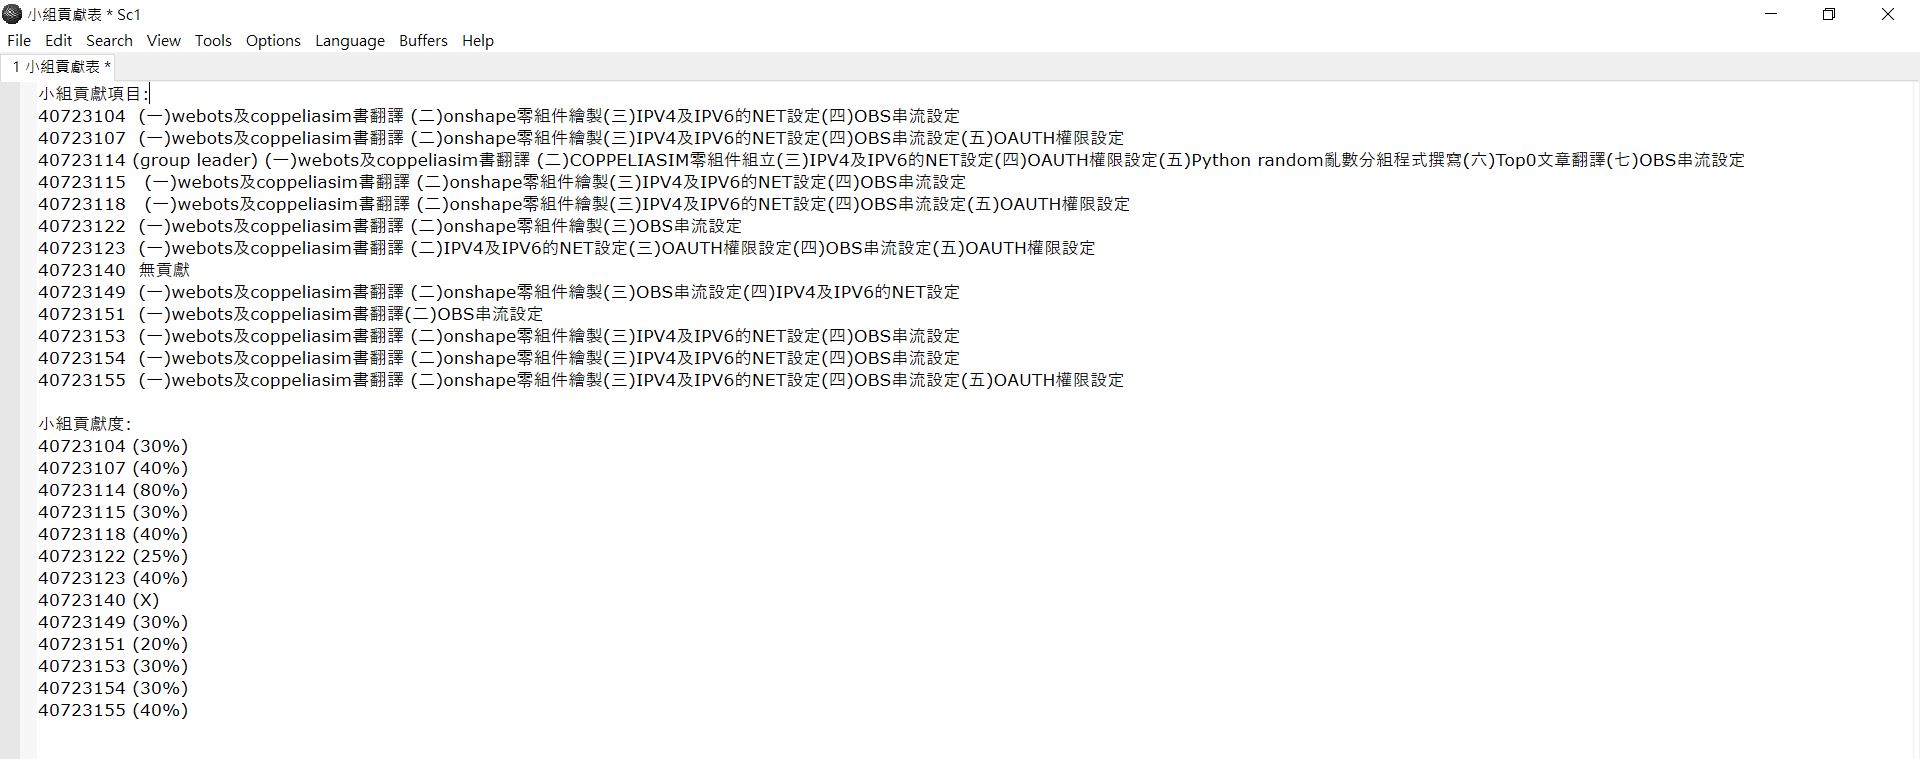 小組貢獻表 * Sc1
File Edit Search View Tools Options Language Buffers Help
1 小組貢獻表 *
小組貢獻項目:
40723104 (一)webots及coppeliasim書翻譯 (二)onshape零組件繪製(三)IPV4及IPV6的NET設定(四)OBS串流設定
40723107 (一)webots及coppeliasim書翻譯 (二)onshape零組件繪製(三)IPV4及IPV6的NET設定(四)OBS串流設定(五)OAUTH權限設定
40723114 (group leader) (一)webots及coppeliasim書翻譯 (二)COPPELIASIM零組件組立(三)IPV4及IPV6的NET設定(四)OAUTH權限設定(五)Python random亂數分組程式撰寫(六)Top0文章翻譯(七)OBS串流設定
40723115 (一)webots及coppeliasim書翻譯 (二)onshape零組件繪製(三)IPV4及IPV6的NET設定(四)OBS串流設定
40723118 (一)webots及coppeliasim書翻譯 (二)onshape零組件繪製(三)IPV4及IPV6的NET設定(四)OBS串流設定(五)OAUTH權限設定
40723122 (一)webots及coppeliasim書翻譯 (二)onshape零組件繪製(三)OBS串流設定
40723123 (一)webots及coppeliasim書翻譯 (二)IPV4及IPV6的NET設定(三)OAUTH權限設定(四)OBS串流設定(五)OAUTH權限設定
40723140 無貢獻
40723149 (一)webots及coppeliasim書翻譯 (二)onshape零組件繪製(三)OBS串流設定(四)IPV4及IPV6的NET設定
40723151 (一)webots及coppeliasim書翻譯(二)OBS串流設定
40723153 (一)webots及coppeliasim書翻譯 (二)onshape零組件繪製(三)IPV4及IPV6的NET設定(四)OBS串流設定
40723154 (一)webots及coppeliasim書翻譯 (二)onshape零組件繪製(三)IPV4及IPV6的NET設定(四)OBS串流設定
40723155 (一)webots及coppeliasim書翻譯 (二)onshape零組件繪製(三)IPV4及IPV6的NET設定(四)OBS串流設定(五)OAUTH權限設定
小組貢獻度:
40723104 (30%)
40723107 (40%)
40723114 (80%)
40723115 (30%)
40723118 (40%)
40723122 (25%)
40723123 (40%)
40723140 (X)
40723149 (30%)
40723151 (20%)
40723153 (30%)
40723154 (30%)
40723155 (40%)